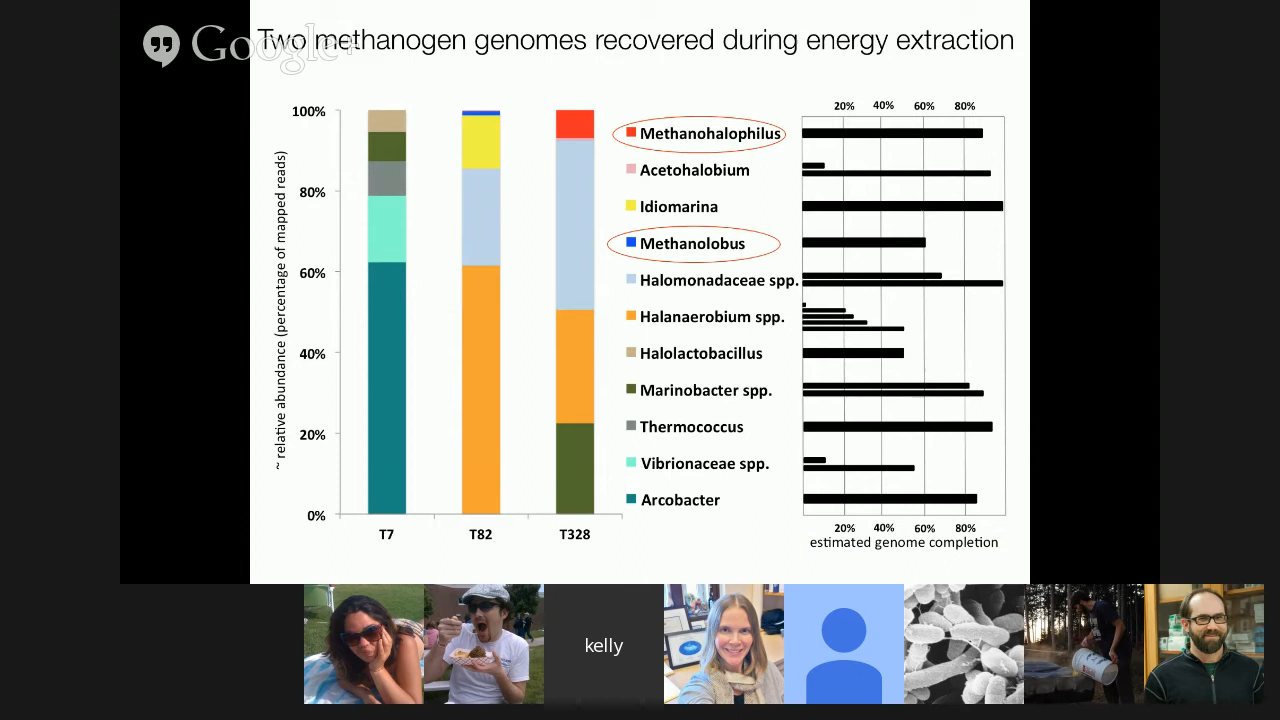 Google+
Two methanogen genomes recovered during energy extraction
~ relative abundance (percentage of mapped reads)
100%
80%
60%
40%
20%
0%
T7
T82
T328
Methanohalophilus
Acetohalobium
Idiomarina
Methanolobus
Halomonadaceae spp.
Halanaerobium spp.
Halolactobacillus
Marinobacter spp.
Thermococcus
Vibrionaceae spp.
Arcobacter
20% 40% 60% 80%
20% 40% 60% 80%
estimated genome completion
kelly